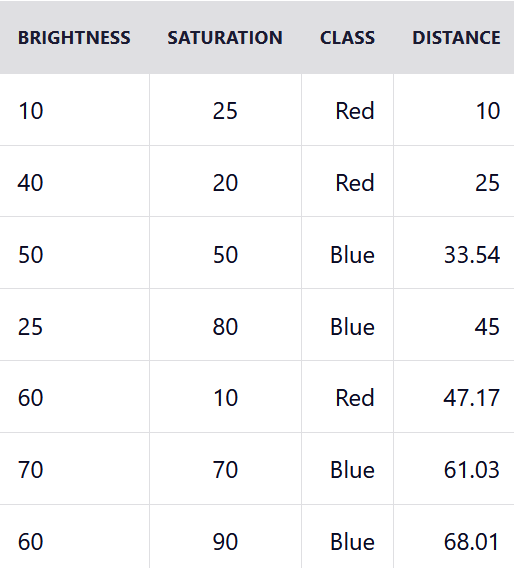 BRIGHTNESS SATURATION CLASS DISTANCE
10 25 Red 10
40 20 Red 25
50 50 Blue 33.54
25 80 Blue 45
60 10 Red 47.17
70 70 Blue 61.03
60 90 Blue 68.01